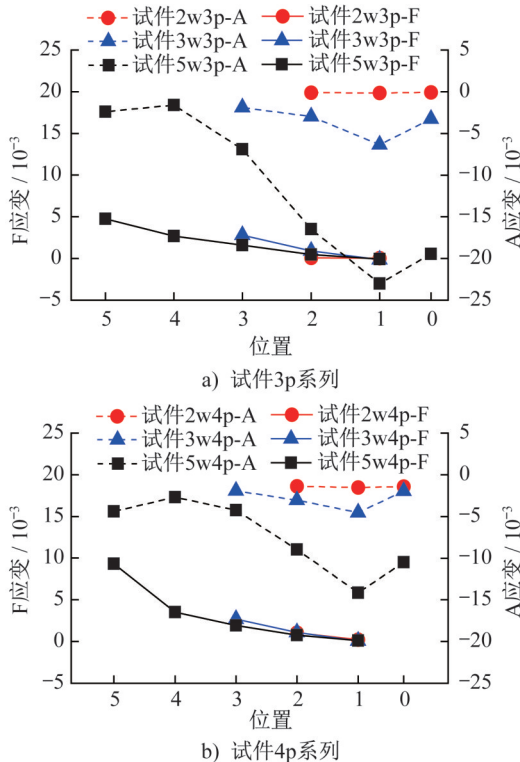 试件2w3p-A 试件2w3p-F
试件3w3p-A 试件3w3p-F
试件5w3p-A 试件5w3p-F
25 5
20 0
15 −5
10 −10
5 −15
0 −20
−5 −25
F应变 / 10⁻³
A应变 / 10⁻³
5 4 3 2 1 0
位置
a) 试件3p系列
试件2w4p-A 试件2w4p-F
试件3w4p-A 试件3w4p-F
试件5w4p-A 试件5w4p-F
25 5
20 0
15 −5
10 −10
5 −15
0 −20
−5 −25
F应变 / 10⁻³
A应变 / 10⁻³
5 4 3 2 1 0
位置
b) 试件4p系列